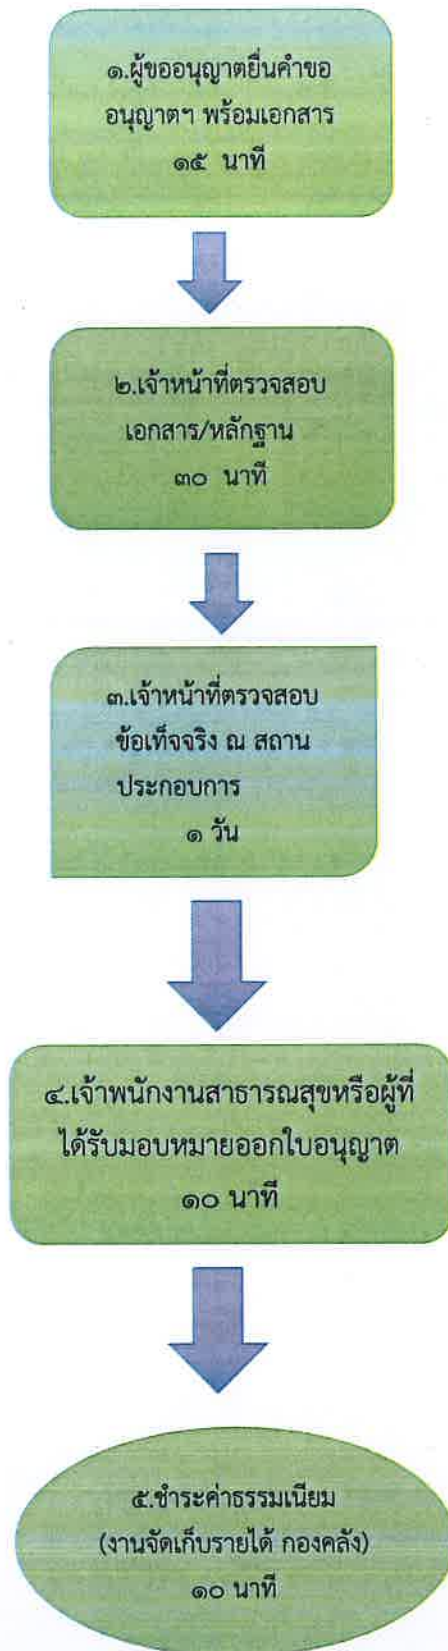 ๑.ผู้ขออนุญาตยื่นคำขอ
อนุญาตฯ พร้อมเอกสาร
๑๕ นาที
๒.เจ้าหน้าที่ตรวจสอบ
เอกสาร/หลักฐาน
๓๐ นาที
๓.เจ้าหน้าที่ตรวจสอบ
ข้อเท็จจริง ณ สถาน
ประกอบการ
๑ วัน
๔.เจ้าพนักงานสาธารณสุขหรือผู้ที่
ได้รับมอบหมายออกใบอนุญาต
๑๐ นาที
๕.ชำระค่าธรรมเนียม
(งานจัดเก็บรายได้ กองคลัง)
๑๐ นาที